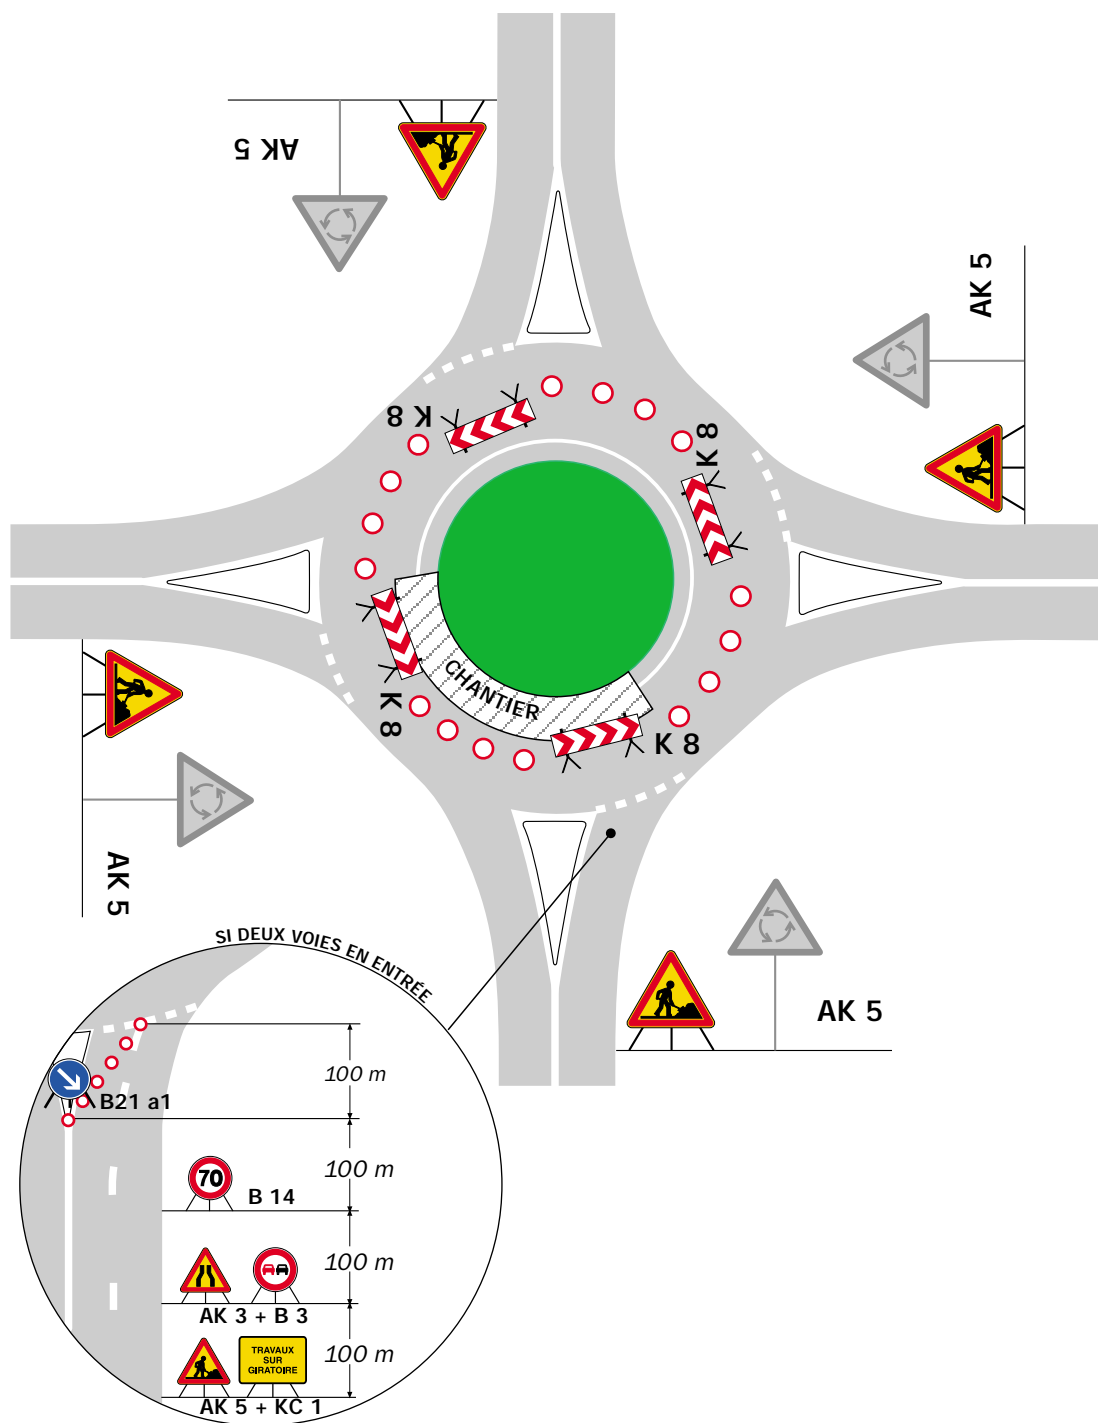 AK 5
AK 5
K 8
K 8
CHANTIER
K 8
K 8
AK 5
AK 5
SI DEUX VOIES EN ENTRÉE
100 m
B21 a1
100 m
70
B 14
100 m
AK 3 + B 3
TRAVAUX
SUR
GIRATOIRE
100 m
AK 5 + KC 1